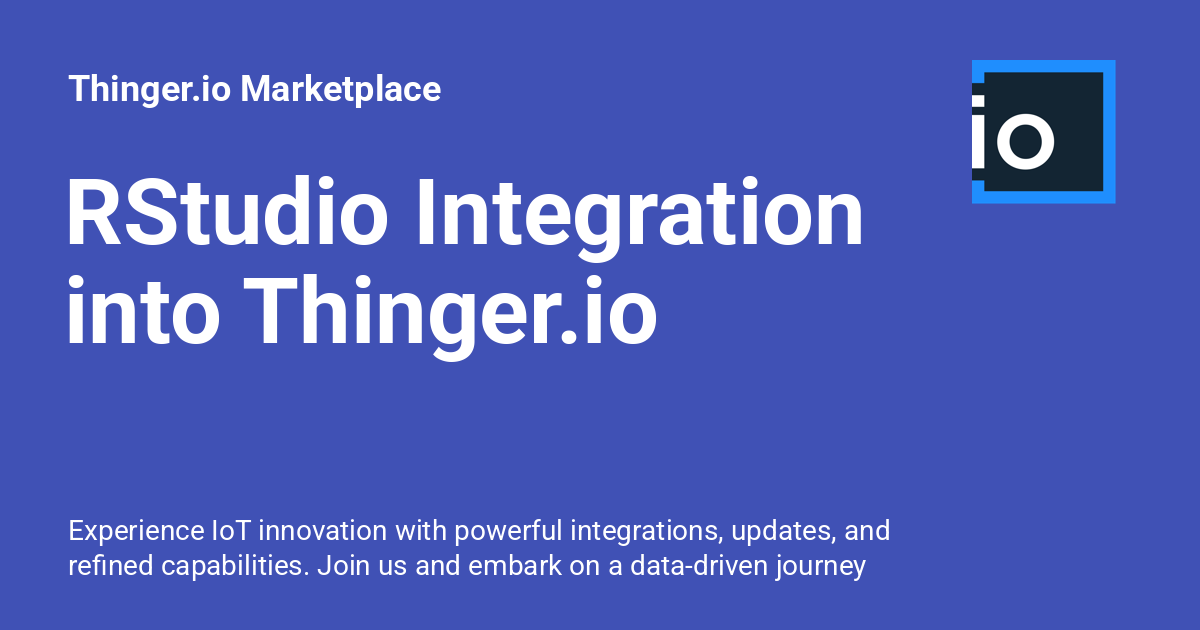 Thinger.io Marketplace
io
RStudio Integration
into Thinger.io
Experience IoT innovation with powerful integrations, updates, and
refined capabilities. Join us and embark on a data-driven journey